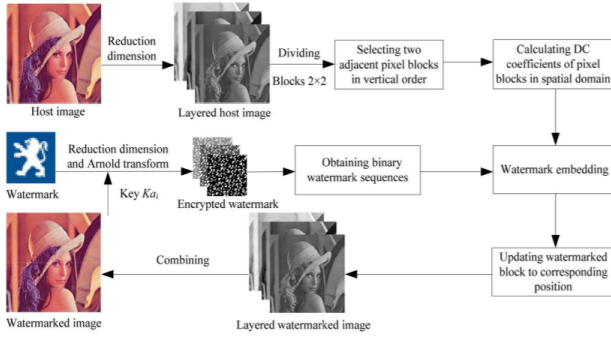 Reduction
dimension
Dividing
Blocks 2×2
Selecting two
adjacent pixel blocks
in vertical order
Calculating DC
coefficients of pixel
blocks in spatial domain
Host image
Layered host image
Reduction dimension
and Arnold transform
Key Kaᵢ
Watermark
Encrypted watermark
Obtaining binary
watermark sequences
Watermark embedding
Updating watermarked
block to corresponding
position
Combining
Layered watermarked image
Watermarked image